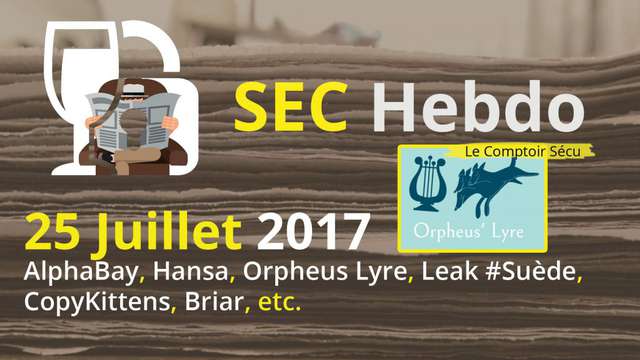 SEC Hebdo
Le Comptoir Sécu
Orpheus' Lyre
25 Juillet 2017
AlphaBay, Hansa, Orpheus Lyre, Leak #Suède,
CopyKittens, Briar, etc.